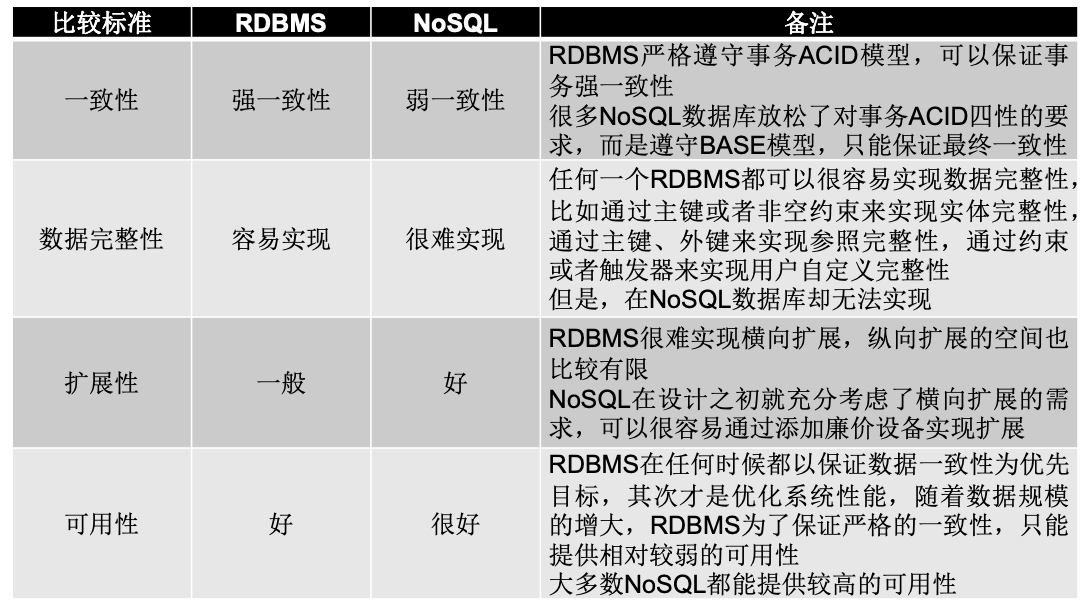 比较标准 RDBMS NoSQL 备注
一致性 强一致性 弱一致性
RDBMS严格遵守事务ACID模型，可以保证事
务强一致性
很多NoSQL数据库放松了对事务ACID四性的要
求，而是遵守BASE模型，只能保证最终一致性
数据完整性 容易实现 很难实现
任何一个RDBMS都可以很容易实现数据完整性，
比如通过主键或者非空约束来实现实体完整性，
通过主键、外键来实现参照完整性，通过约束
或者触发器来实现用户自定义完整性
但是，在NoSQL数据库却无法实现
扩展性 一般 好
RDBMS很难实现横向扩展，纵向扩展的空间也
比较有限
NoSQL在设计之初就充分考虑了横向扩展的需
求，可以很容易通过添加廉价设备实现扩展
可用性 好 很好
RDBMS在任何时候都以保证数据一致性为优先
目标，其次才是优化系统性能，随着数据规模
的增大，RDBMS为了保证严格的一致性，只能
提供相对较弱的可用性
大多数NoSQL都能提供较高的可用性